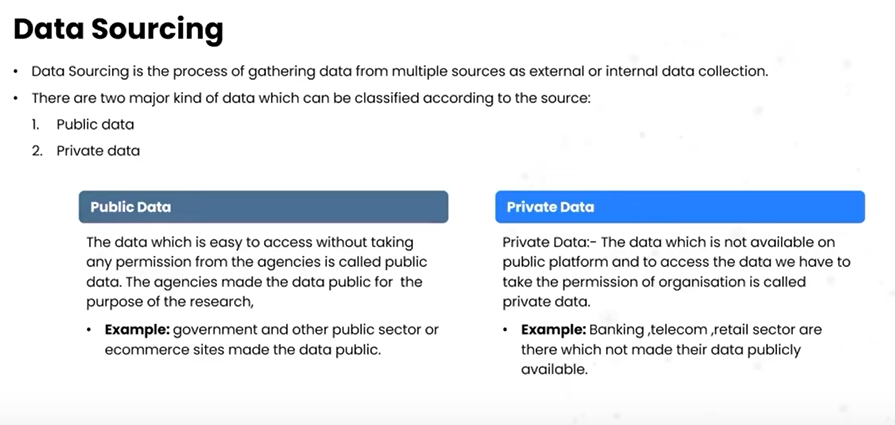 Data Sourcing
• Data Sourcing is the process of gathering data from multiple sources as external or internal data collection.
• There are two major kind of data which can be classified according to the source:
1. Public data
2. Private data
Public Data
The data which is easy to access without taking
any permission from the agencies is called public
data. The agencies made the data public for the
purpose of the research,
• Example: government and other public sector or
ecommerce sites made the data public.
Private Data
Private Data:- The data which is not available on
public platform and to access the data we have to
take the permission of organisation is called
private data.
• Example: Banking ,telecom ,retail sector are
there which not made their data publicly
available.